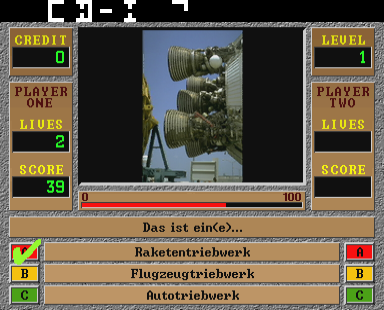 CREDIT
0
LEVEL
1
PLAYER
ONE
LIVES
2
SCORE
39
PLAYER
TWO
LIVES
SCORE
0 100
Das ist ein(e)...
Raketentriebwerk A
B Flugzeugtriebwerk B
C Autotriebwerk C